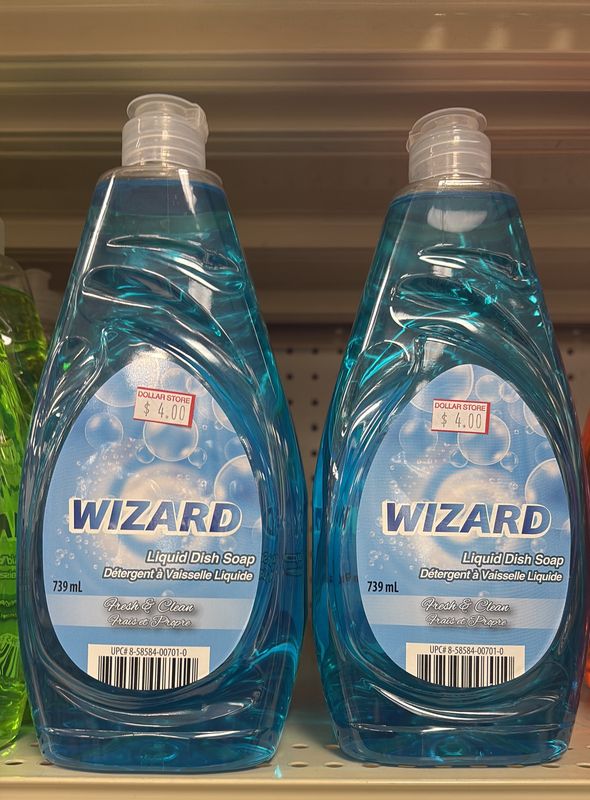 DOLLAR STORE
$ 4.00
WIZARD
Liquid Dish Soap
Détergent à Vaisselle Liquide
739 mL
Fresh & Clean
Frais et Propre
UPC# 8-58584-00701-0
DOLLAR STORE
$ 4.00
WIZARD
Liquid Dish Soap
Détergent à Vaisselle Liquide
739 mL
Fresh & Clean
Frais et Propre
UPC# 8-58584-00701-0